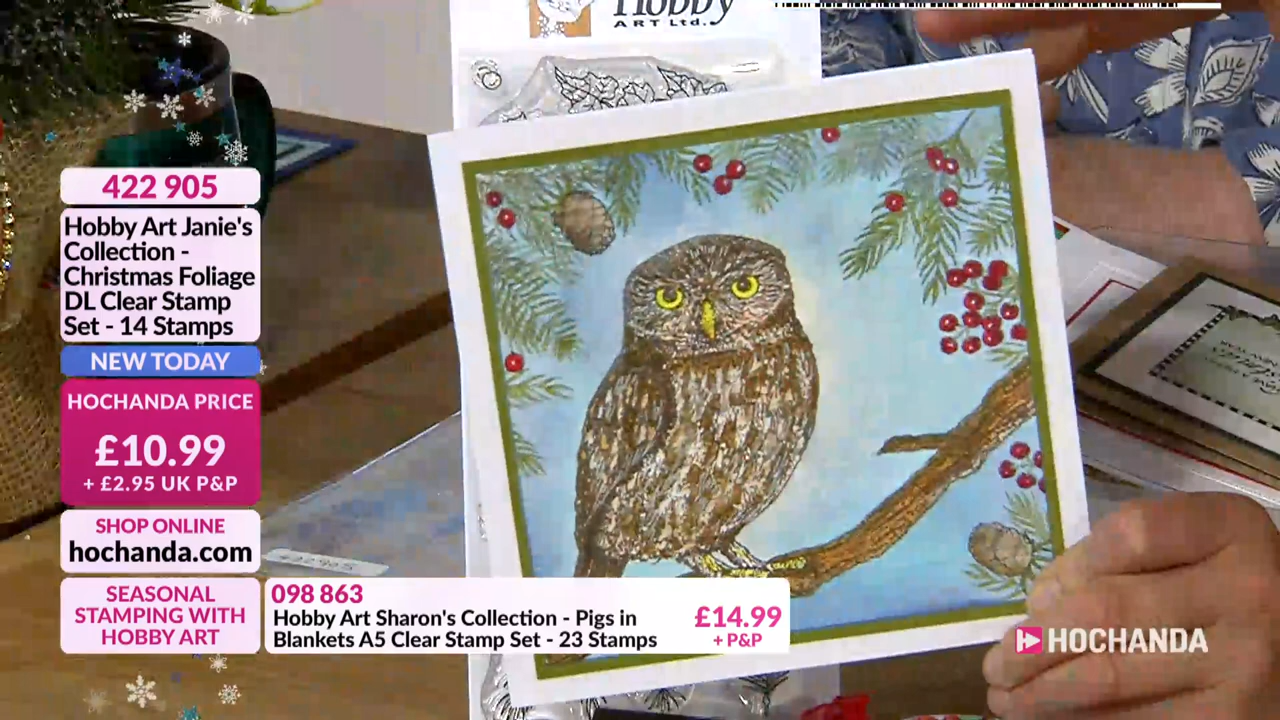 Hobby
ART Ltd.
422 905
Hobby Art Janie's
Collection -
Christmas Foliage
DL Clear Stamp
Set - 14 Stamps
NEW TODAY
HOCHANDA PRICE
£10.99
+ £2.95 UK P&P
SHOP ONLINE
hochanda.com
SEASONAL
STAMPING WITH
HOBBY ART
098 863
Hobby Art Sharon's Collection - Pigs in
Blankets A5 Clear Stamp Set - 23 Stamps
£14.99
+ P&P
HOCHANDA